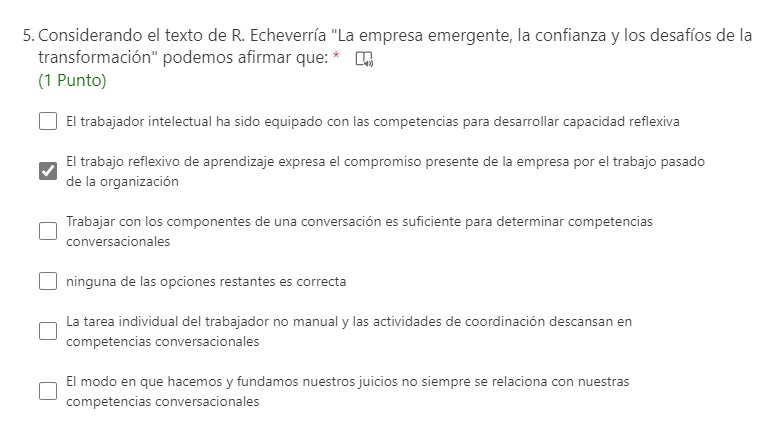 5. Considerando el texto de R. Echeverría "La empresa emergente, la confianza y los desafíos de la
transformación" podemos afirmar que: *
(1 Punto)
El trabajador intelectual ha sido equipado con las competencias para desarrollar capacidad reflexiva
El trabajo reflexivo de aprendizaje expresa el compromiso presente de la empresa por el trabajo pasado
de la organización
Trabajar con los componentes de una conversación es suficiente para determinar competencias
conversacionales
ninguna de las opciones restantes es correcta
La tarea individual del trabajador no manual y las actividades de coordinación descansan en
competencias conversacionales
El modo en que hacemos y fundamos nuestros juicios no siempre se relaciona con nuestras
competencias conversacionales